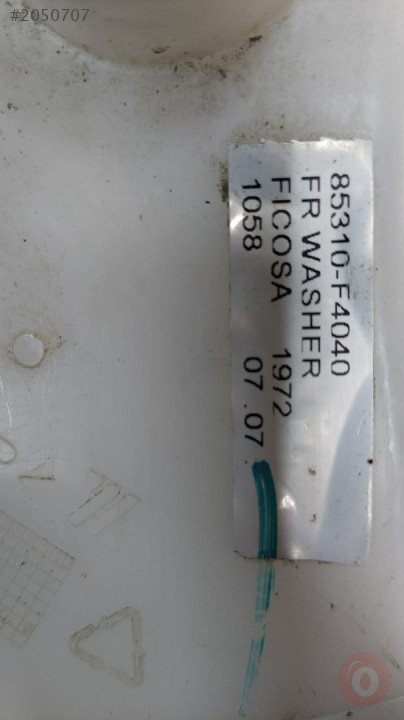 #2050707
85310-F4040
FR WASHER
FICOSA 1972
1058 07 .07